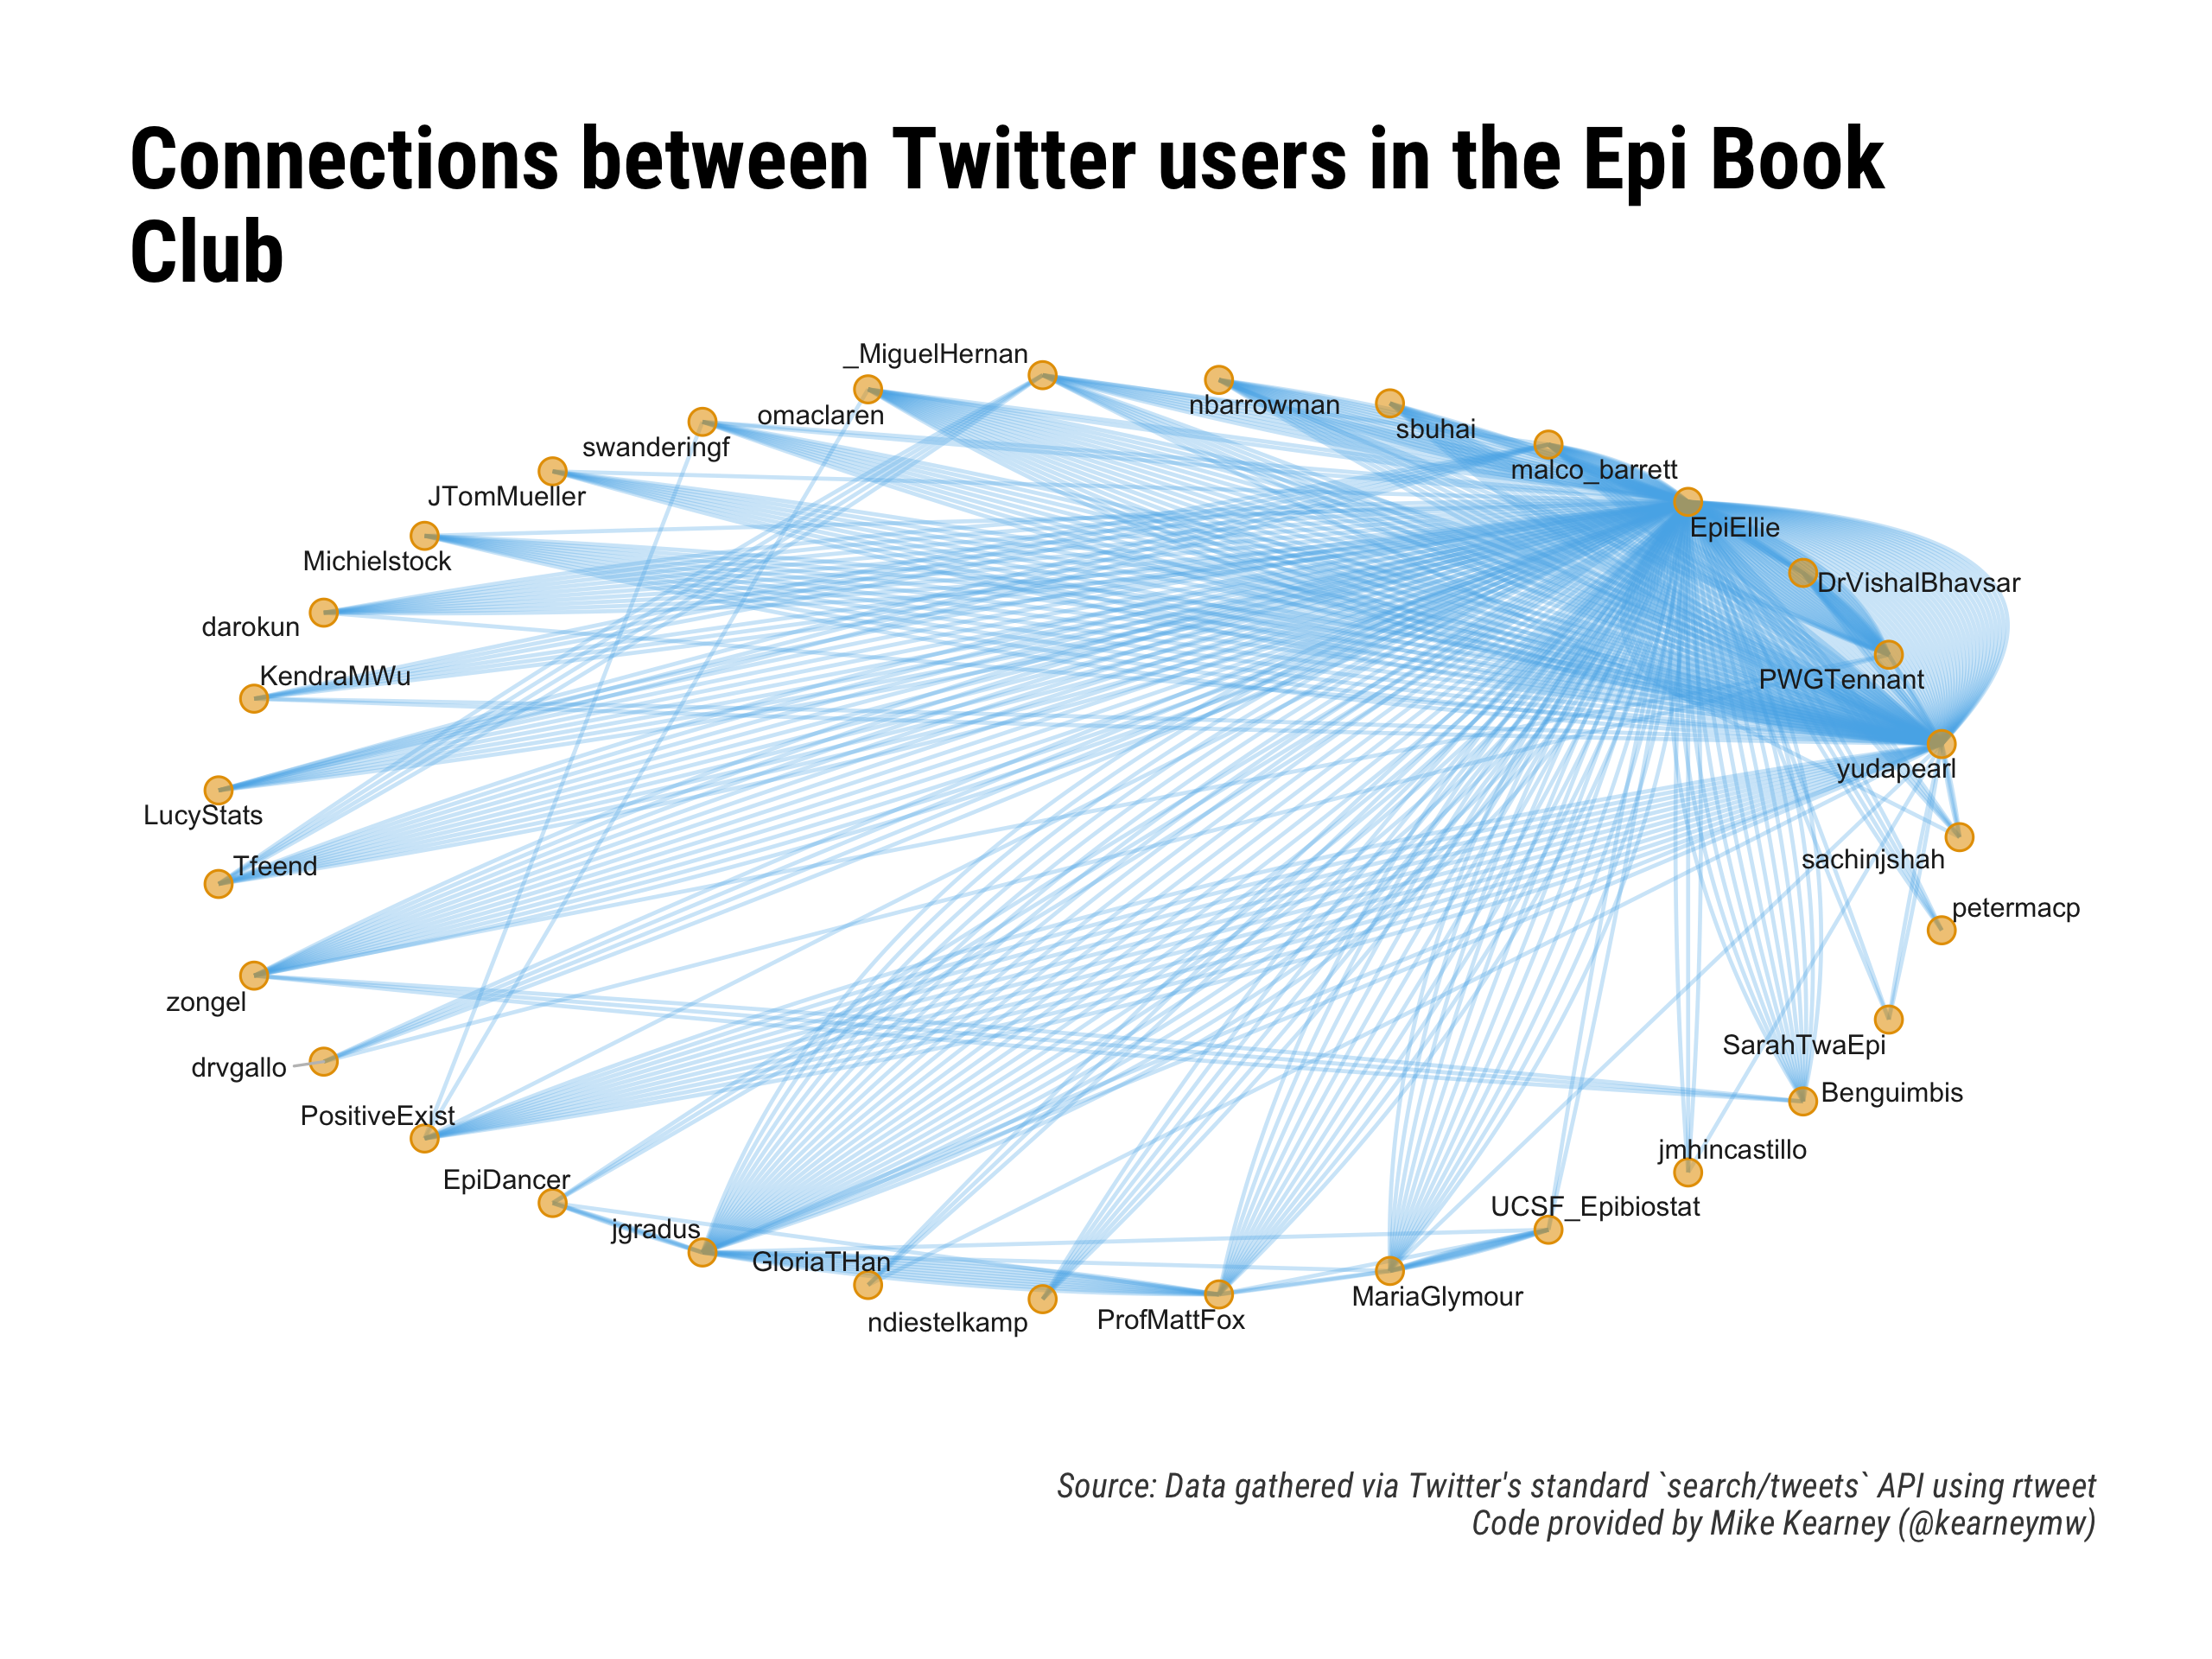 Connections between Twitter users in the Epi Book
Club
_MiguelHernan
nbarrowman
omaclaren
sbuhai
swanderingf
malco_barrett
JTomMueller
EpiEllie
Michielstock
DrVishalBhavsar
darokun
KendraMWu
PWGTennant
yudapearl
LucyStats
sachinjshah
Tfeend
petermacp
zongel
SarahTwaEpi
drvgallo
Benguimbis
PositiveExist
jmhincastillo
EpiDancer
UCSF_Epibiostat
jgradus
GloriaTHan
MariaGlymour
ndiestelkamp
ProfMattFox
Source: Data gathered via Twitter's standard `search/tweets` API using rtweet
Code provided by Mike Kearney (@kearneymw)